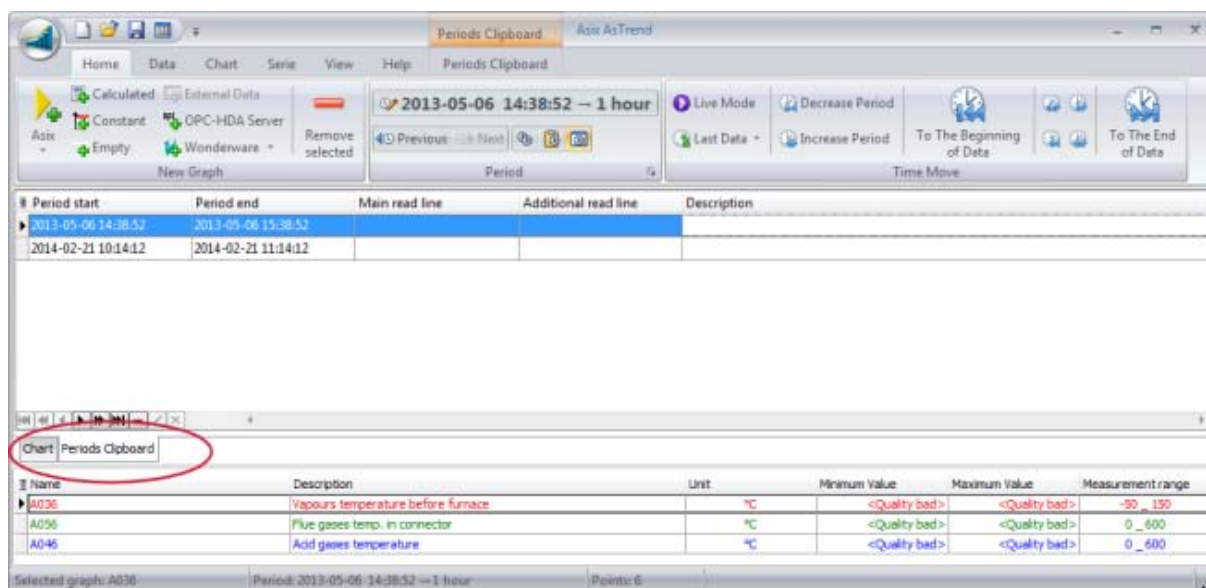 Periods Clipboard Asix AsTrend
Home Data Chart Serie View Help Periods Clipboard
Asix
Calculated
Constant
Empty
External Data
OPC-HDA Server
Wonderware
Remove selected
New Graph
2013-05-06 14:38:52 → 1 hour
Previous Next
Period
Live Mode
Last Data
Decrease Period
Increase Period
To The Beginning
of Data
To The End
of Data
Time Move
Period start Period end Main read line Additional read line Description
2013-05-06 14:38:52 2013-05-06 15:38:52
2014-02-21 10:14:12 2014-02-21 11:14:12
Chart Periods Clipboard
Name Description Unit Minimum Value Maximum Value Measurement range
A036 Vapours temperature before furnace °C <Quality bad> <Quality bad> -50 _ 150
A056 Flue gases temp. in connector °C <Quality bad> <Quality bad> 0 _ 600
A046 Acid gases temperature °C <Quality bad> <Quality bad> 0 _ 600
Selected graph: A036 Period: 2013-05-06 14:38:52 → 1 hour Points: 6